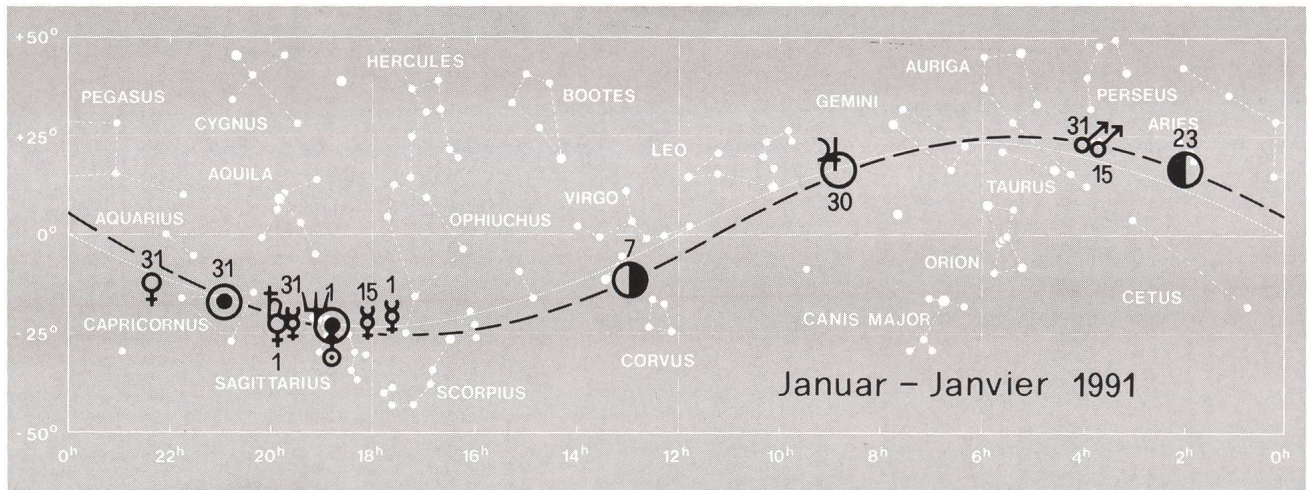 +50°
HERCULES
AURIGA
PEGASUS
BOOTES
GEMINI
PERSEUS
CYGNUS
31
ARIES
+25°
23
LEO
15
AQUILA
TAURUS
VIRGO
30
AQUARIUS
OPHIUCHUS
0°
7
31
31
ORION
31
1
15
1
CETUS
CAPRICORNUS
CANIS MAJOR
-25°
1
CORVUS
SAGITTARIUS
SCORPIUS
Januar – Janvier 1991
-50°
0h 22h 20h 18h 16h 14h 12h 10h 8h 6h 4h 2h 0h